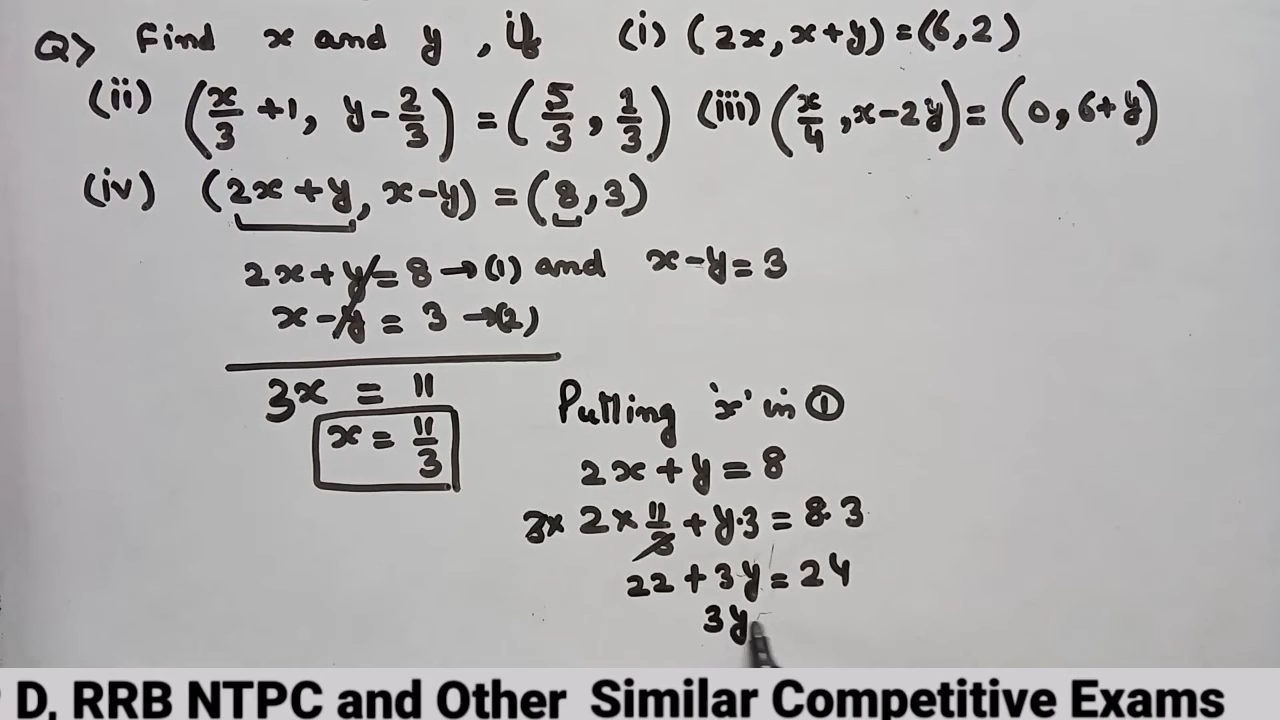 Q> Find x and y, if (i) (2x, x+y) = (6,2)
(ii) (x/3 +1, y-2/3) = (5/3, 1/3) (iii) (x/4, x-2y) = (0, 6+y)
(iv) (2x+y, x-y) = (8,3)
2x+y=8 →(1) and x-y=3
x-y = 3 →(2)
3x = 11
x = 11/3
Putting 'x' in ①
2x+y=8
3× 2×11/3 + y·3 = 8·3
22+3y=24
3y
D, RRB NTPC and Other Similar Competitive Exams